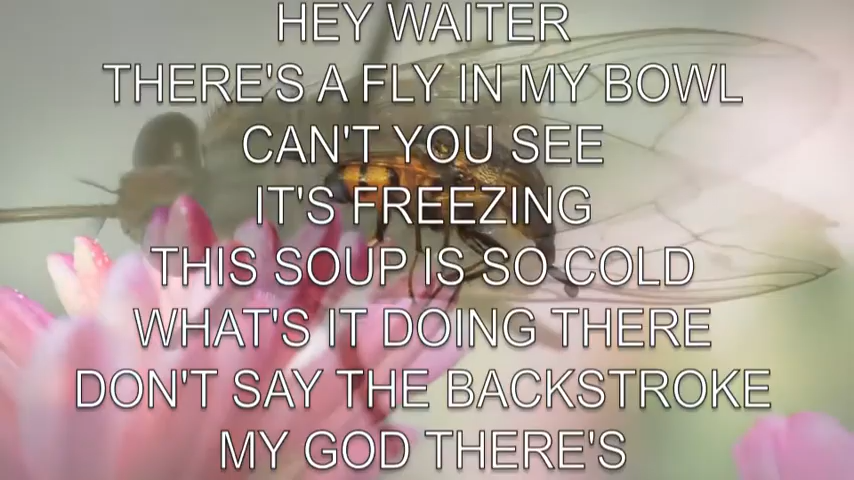 HEY WAITER
THERE'S A FLY IN MY BOWL
CAN'T YOU SEE
IT'S FREEZING
THIS SOUP IS SO COLD
WHAT'S IT DOING THERE
DON'T SAY THE BACKSTROKE
MY GOD THERE'S